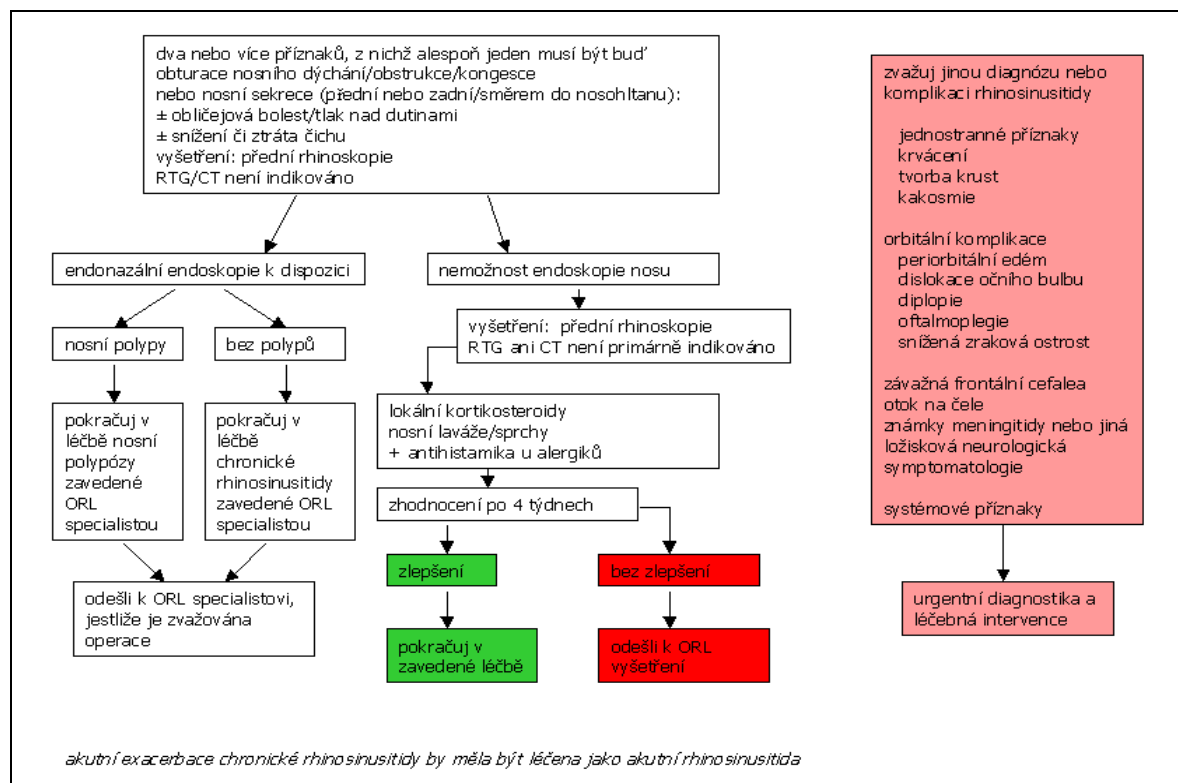 dva nebo více příznaků, z nichž alespoň jeden musí být buď
obturace nosního dýchání/obstrukce/kongesce
nebo nosní sekrece (přední nebo zadní/směrem do nosohltanu):
± obličejová bolest/tlak nad dutinami
± snížení či ztráta čichu
vyšetření: přední rhinoskopie
RTG/CT není indikováno
endonazální endoskopie k dispozici
nemožnost endoskopie nosu
nosní polypy
bez polypů
vyšetření: přední rhinoskopie
RTG ani CT není primárně indikováno
pokračuj v
léčbě nosní
polypózy
zavedené
ORL
specialistou
pokračuj v
léčbě
chronické
rhinosinusitidy
zavedené ORL
specialistou
lokální kortikosteroidy
nosní laváže/sprchy
+ antihistamika u alergiků
zhodnocení po 4 týdnech
zlepšení
bez zlepšení
odešli k ORL specialistovi,
jestliže je zvažována
operace
pokračuj v
zavedené léčbě
odešli k ORL
vyšetření
zvažuj jinou diagnózu nebo
komplikaci rhinosinusitidy
jednostranné příznaky
krvácení
tvorba krust
kakosmie
orbitální komplikace
periorbitální edém
dislokace očního bulbu
diplopie
oftalmoplegie
snížená zraková ostrost
závažná frontální cefalea
otok na čele
známky meningitidy nebo jiná
ložisková neurologická
symptomatologie
systémové příznaky
urgentní diagnostika a
léčebná intervence
akutní exacerbace chronické rhinosinusitidy by měla být léčena jako akutní rhinosinusitida